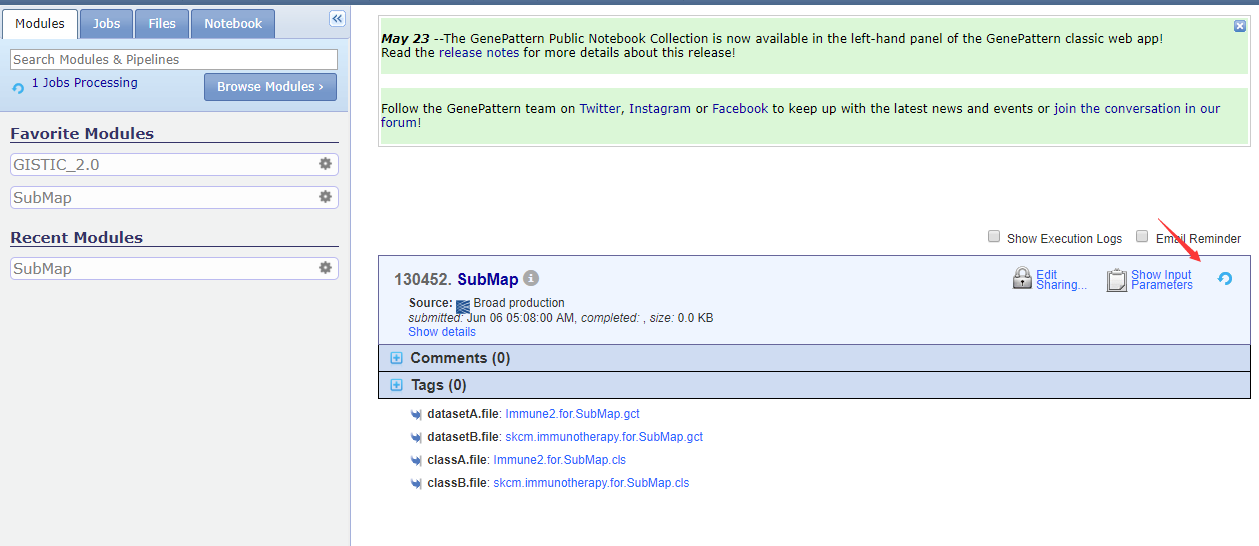 Modules
Jobs
Files
Notebook
Search Modules & Pipelines
1 Jobs Processing
Browse Modules ›
Favorite Modules
GISTIC_2.0
SubMap
Recent Modules
SubMap
May 23 --The GenePattern Public Notebook Collection is now available in the left-hand panel of the GenePattern classic web app!
Read the release notes for more details about this release!
Follow the GenePattern team on Twitter, Instagram or Facebook to keep up with the latest news and events or join the conversation in our
forum!
Show Execution Logs
Email Reminder
130452. SubMap
Edit
Sharing...
Show Input
Parameters
Source: Broad production
submitted: Jun 06 05:08:00 AM, completed: , size: 0.0 KB
Show details
Comments (0)
Tags (0)
datasetA.file: Immune2.for.SubMap.gct
datasetB.file: skcm.immunotherapy.for.SubMap.gct
classA.file: Immune2.for.SubMap.cls
classB.file: skcm.immunotherapy.for.SubMap.cls